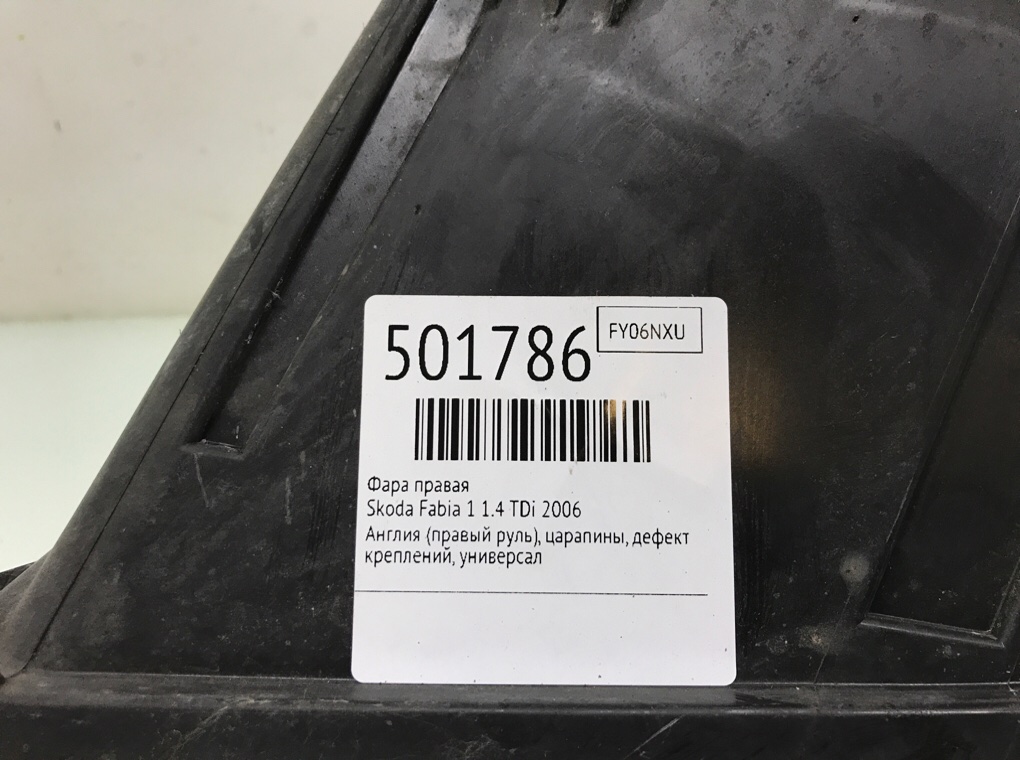 501786
FY06NXU
Фара правая
Skoda Fabia 1 1.4 TDi 2006
Англия (правый руль), царапины, дефект
креплений, универсал